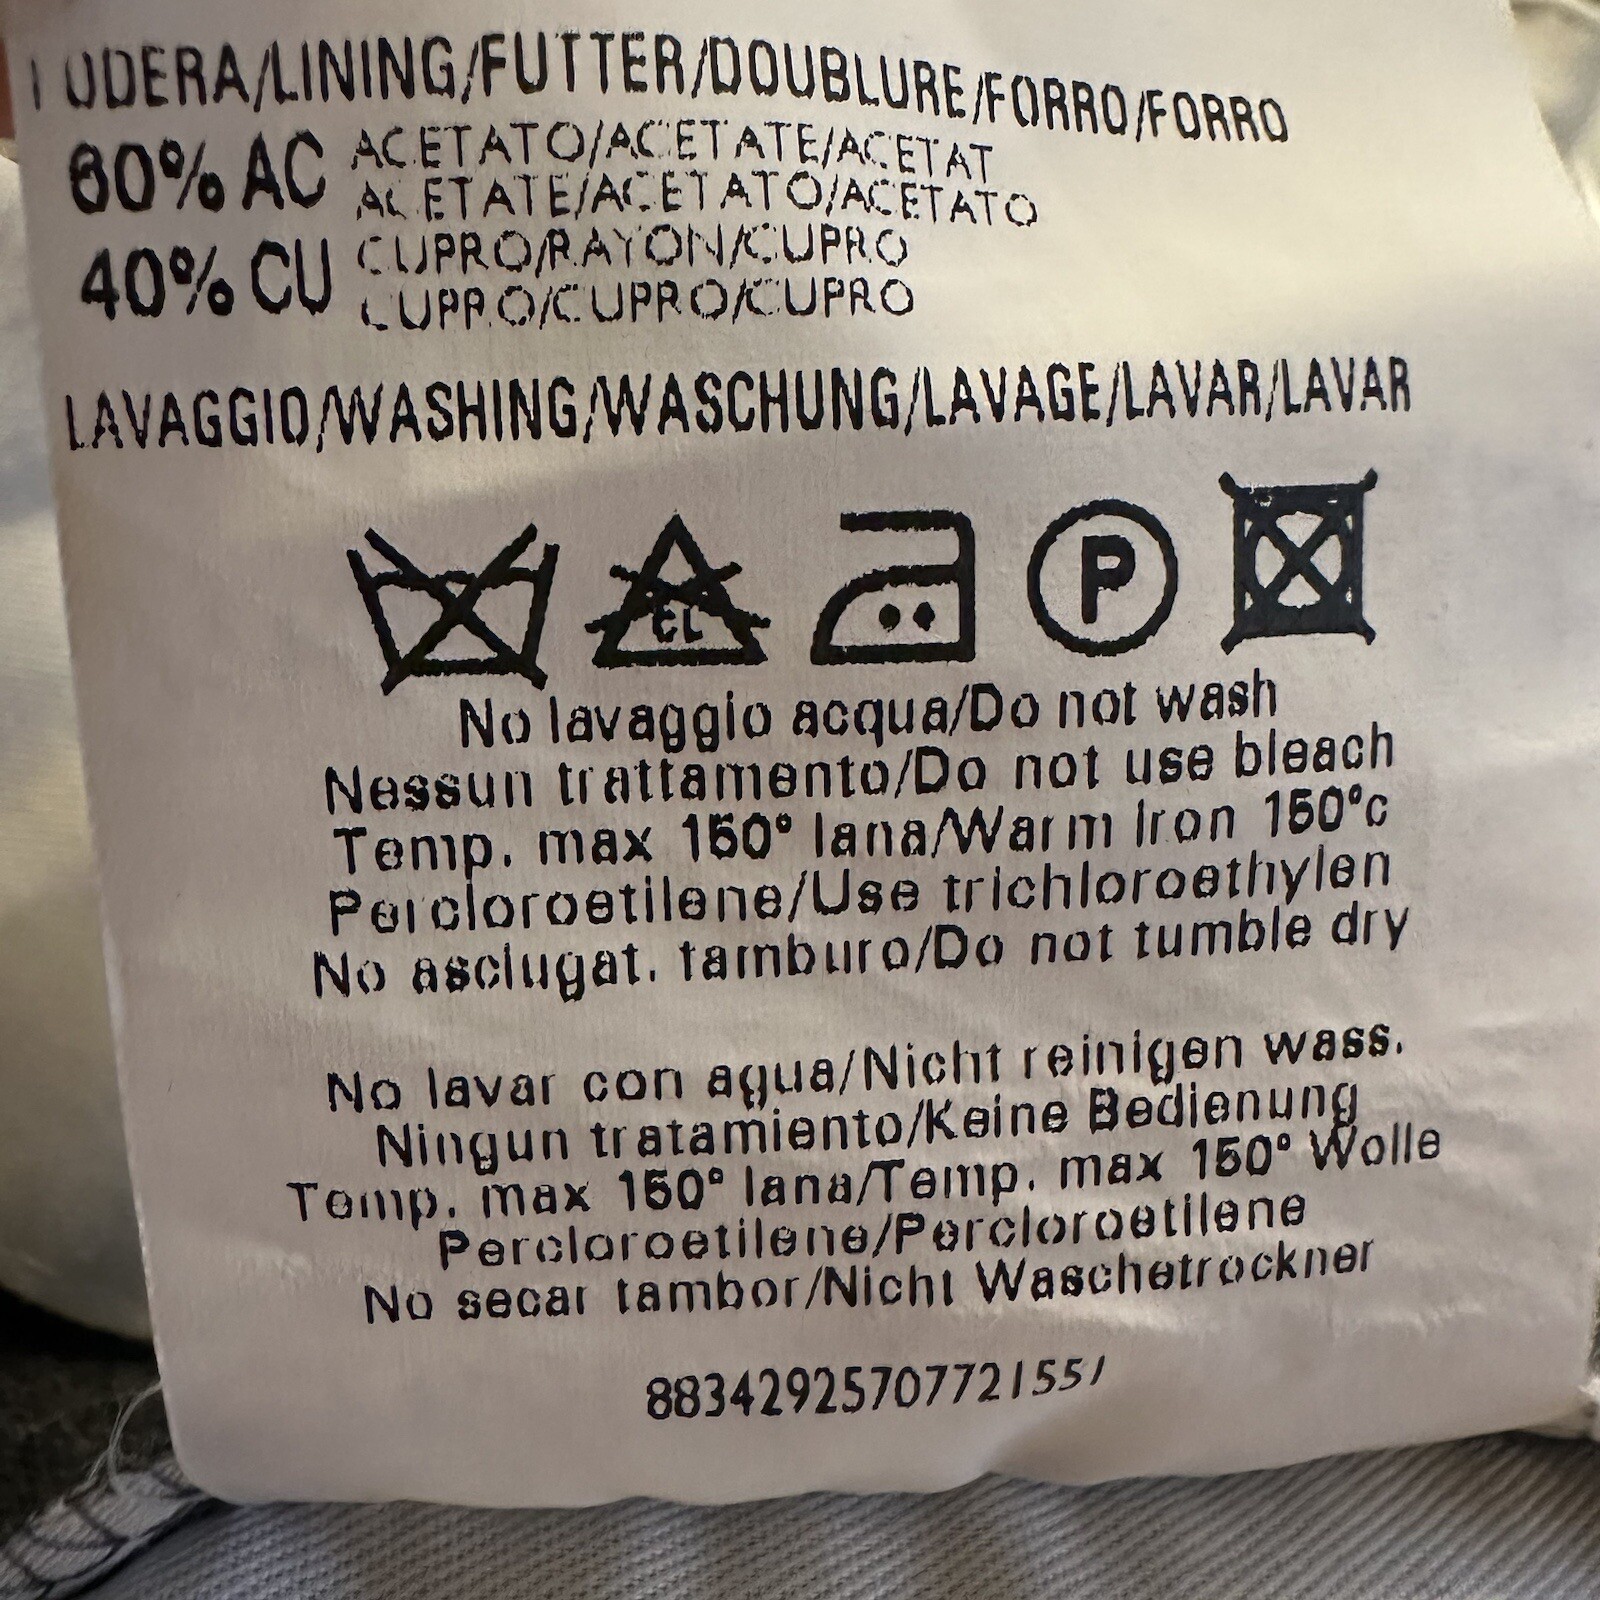 FODERA/LINING/FUTTER/DOUBLURE/FORRO/FORRO
60% AC ACETATO/ACETATE/ACETAT
ACETATE/ACETATO/ACETATO
40% CU CUPRO/RAYON/CUPRO
CUPRO/CUPRO/CUPRO
LAVAGGIO/WASHING/WASCHUNG/LAVAGE/LAVAR/LAVAR
CL P
No lavaggio acqua/Do not wash
Nessun trattamento/Do not use bleach
Temp. max 150° lana/Warm Iron 150°c
Percloroetilene/Use trichloroethylen
No asciugat. tamburo/Do not tumble dry
No lavar con agua/Nicht reinigen wass.
Ningun tratamiento/Keine Bedienung
Temp. max 150° lana/Temp. max 150° Wolle
Percloroetilene/Percloroetilene
No secar tambor/Nicht Waschetrockner
88342925707721551